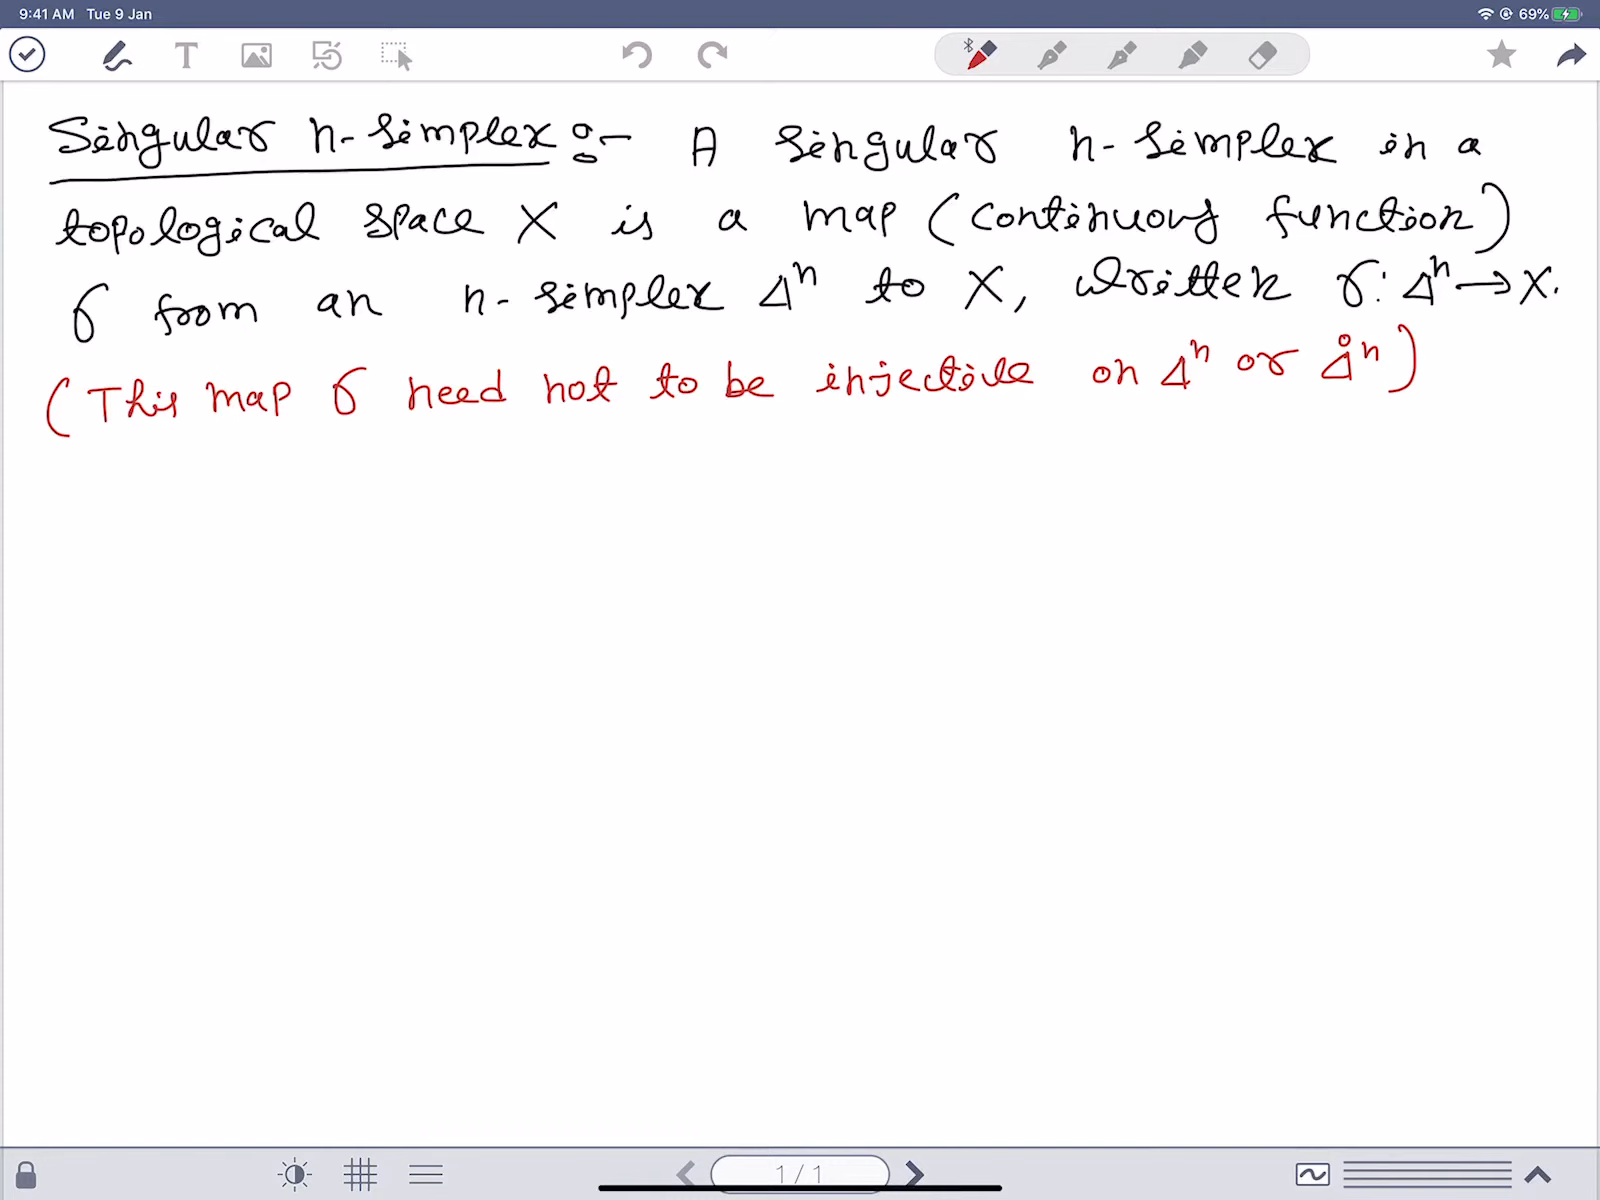 9:41 AM Tue 9 Jan 69%
T
Singular n-simplex :- A singular n-simplex in a
topological space X is a map (continuous function)
σ from an n-simplex Δⁿ to X, written σ: Δⁿ → X.
(This map σ need not to be injective on Δⁿ or Δ̊ⁿ)
1 / 1